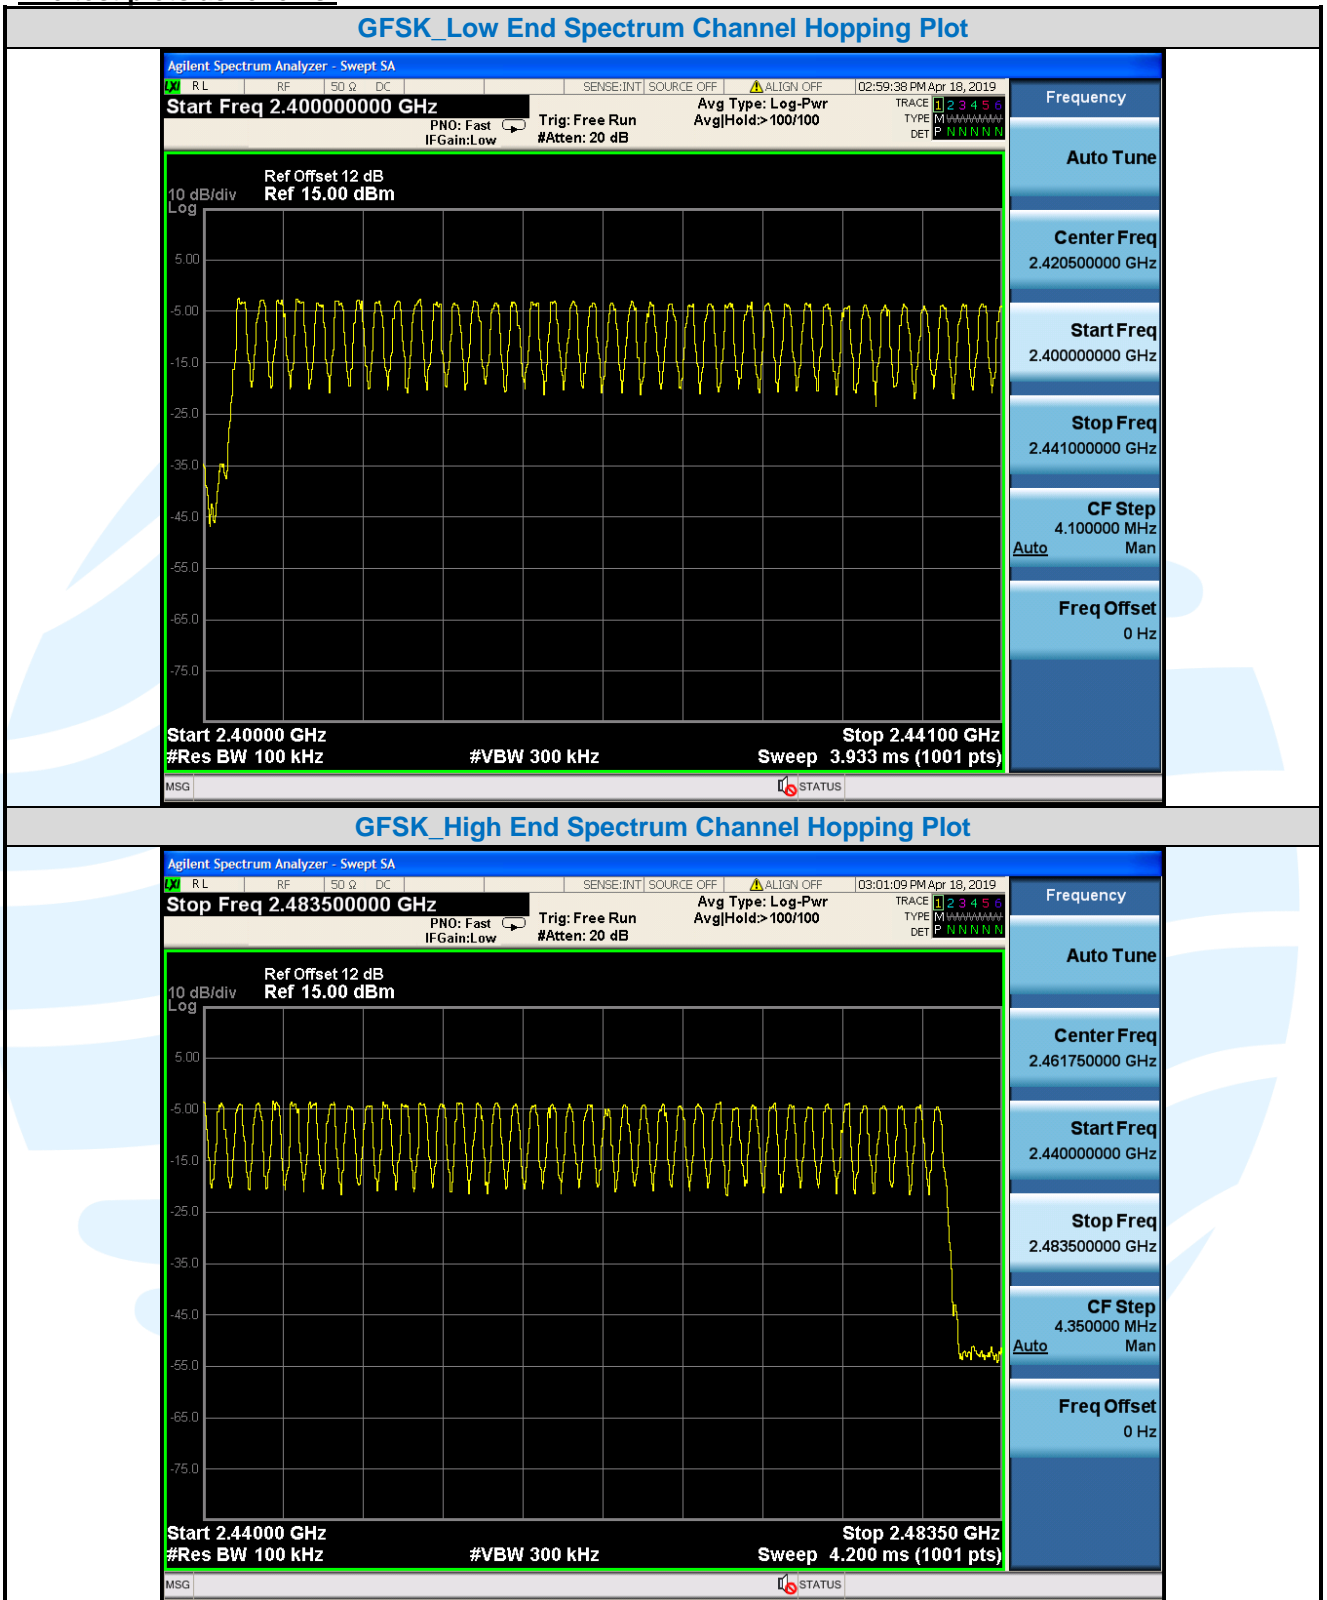 GFSK_Low End Spectrum Channel Hopping Plot
Agilent Spectrum Analyzer - Swept SA
LXI RL RF 50 Ω DC SENSE:INT SOURCE OFF ALIGN OFF 02:59:38 PM Apr 18, 2019
Start Freq 2.400000000 GHz
PNO: Fast
IFGain:Low
Trig: Free Run
#Atten: 20 dB
Avg Type: Log-Pwr
Avg|Hold:>100/100
TRACE 1 2 3 4 5 6
TYPE M
DET P N N N N N
Frequency
Auto Tune
Ref Offset 12 dB
10 dB/div Ref 15.00 dBm
Log
5.00
-5.00
-15.0
-25.0
-35.0
-45.0
-55.0
-65.0
-75.0
Center Freq
2.420500000 GHz
Start Freq
2.400000000 GHz
Stop Freq
2.441000000 GHz
CF Step
4.100000 MHz
Auto Man
Freq Offset
0 Hz
Start 2.40000 GHz Stop 2.44100 GHz
#Res BW 100 kHz #VBW 300 kHz Sweep 3.933 ms (1001 pts)
MSG STATUS
GFSK_High End Spectrum Channel Hopping Plot
Agilent Spectrum Analyzer - Swept SA
LXI RL RF 50 Ω DC SENSE:INT SOURCE OFF ALIGN OFF 03:01:09 PM Apr 18, 2019
Stop Freq 2.483500000 GHz
PNO: Fast
IFGain:Low
Trig: Free Run
#Atten: 20 dB
Avg Type: Log-Pwr
Avg|Hold:>100/100
TRACE 1 2 3 4 5 6
TYPE M
DET P N N N N N
Frequency
Auto Tune
Ref Offset 12 dB
10 dB/div Ref 15.00 dBm
Log
5.00
-5.00
-15.0
-25.0
-35.0
-45.0
-55.0
-65.0
-75.0
Center Freq
2.461750000 GHz
Start Freq
2.440000000 GHz
Stop Freq
2.483500000 GHz
CF Step
4.350000 MHz
Auto Man
Freq Offset
0 Hz
Start 2.44000 GHz Stop 2.48350 GHz
#Res BW 100 kHz #VBW 300 kHz Sweep 4.200 ms (1001 pts)
MSG STATUS